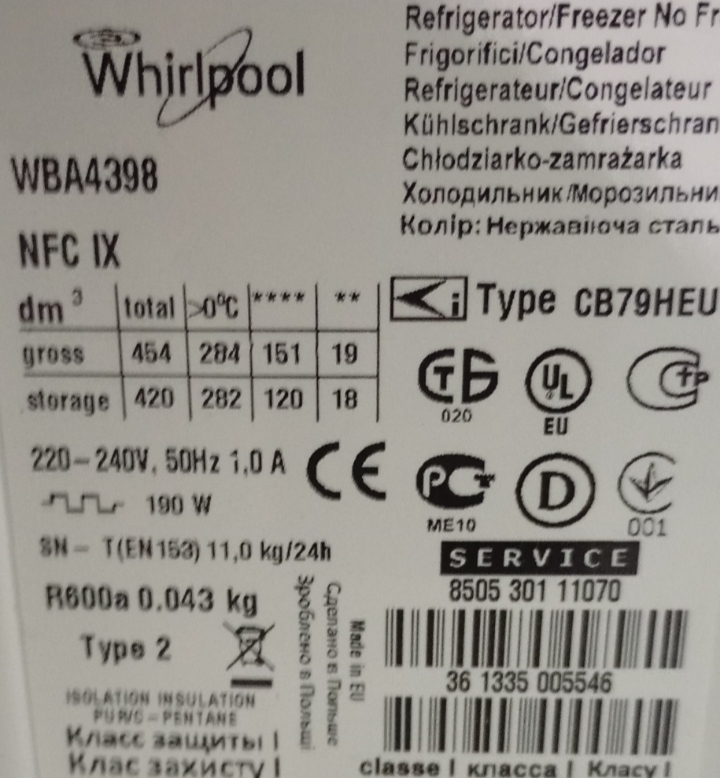 Whirlpool
Refrigerator/Freezer No Fr
Frigorifici/Congelador
Refrigerateur/Congelateur
Kühlschrank/Gefrierschran
Chłodziarko-zamrażarka
Холодильник/Морозильни
Колір: Нержавіюча сталь
WBA4398
NFC IX
dm³ total >0°C **** **
gross 454 284 151 19
storage 420 282 120 18
i Type CB79HEU
020
UL
EU
220-240V, 50Hz 1,0 A
CE
190 W
PC
ME10
D
001
SN - T(EN153) 11,0 kg/24h
SERVICE
8505 301 11070
R600a 0.043 kg
Type 2
Зроблено в Польщі
Сделано в Польше
Made in EU
36 1335 005546
ISOLATION INSULATION
PUR/C-PENTANE
Класс защиты I
Клас захисту I
classe I класса I Класу I